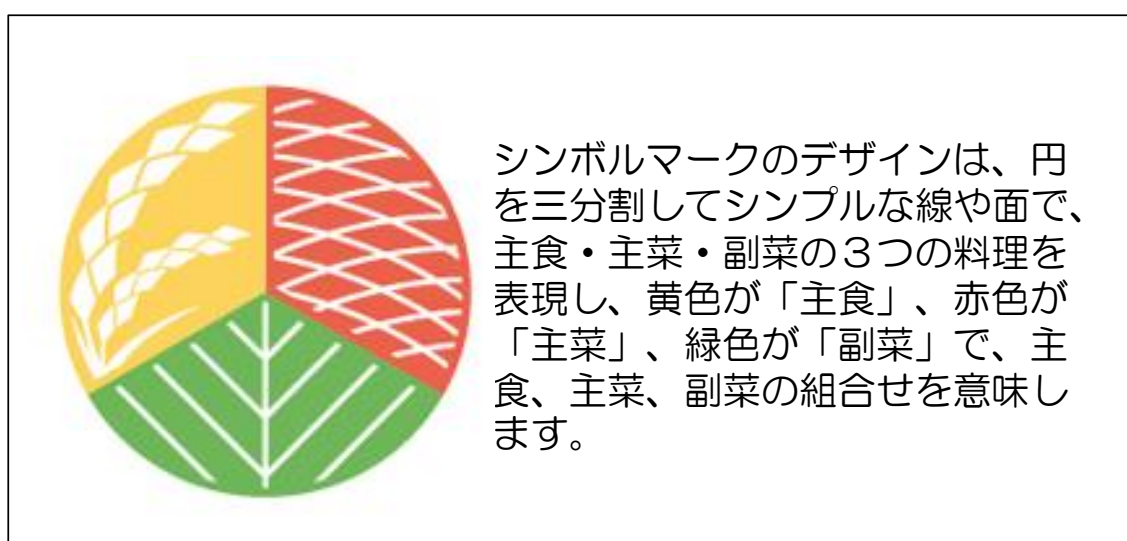 シンボルマークのデザインは、円
を三分割してシンプルな線や面で、
主食・主菜・副菜の３つの料理を
表現し、黄色が「主食」、赤色が
「主菜」、緑色が「副菜」で、主
食、主菜、副菜の組合せを意味し
ます。